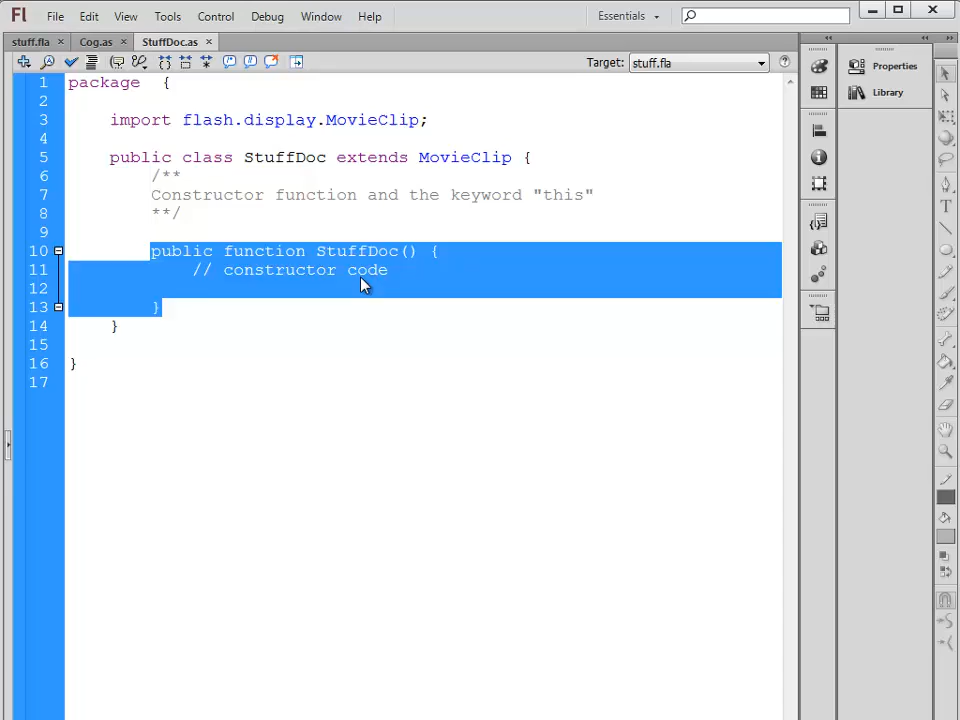 Fl File Edit View Tools Control Debug Window Help Essentials
stuff.fla × Cog.as × StuffDoc.as ×
Target: stuff.fla
1 package {
2
3 import flash.display.MovieClip;
4
5 public class StuffDoc extends MovieClip {
6 /**
7 Constructor function and the keyword "this"
8 **/
9
10 public function StuffDoc() {
11 // constructor code
12
13 }
14 }
15
16 }
17
Properties
Library